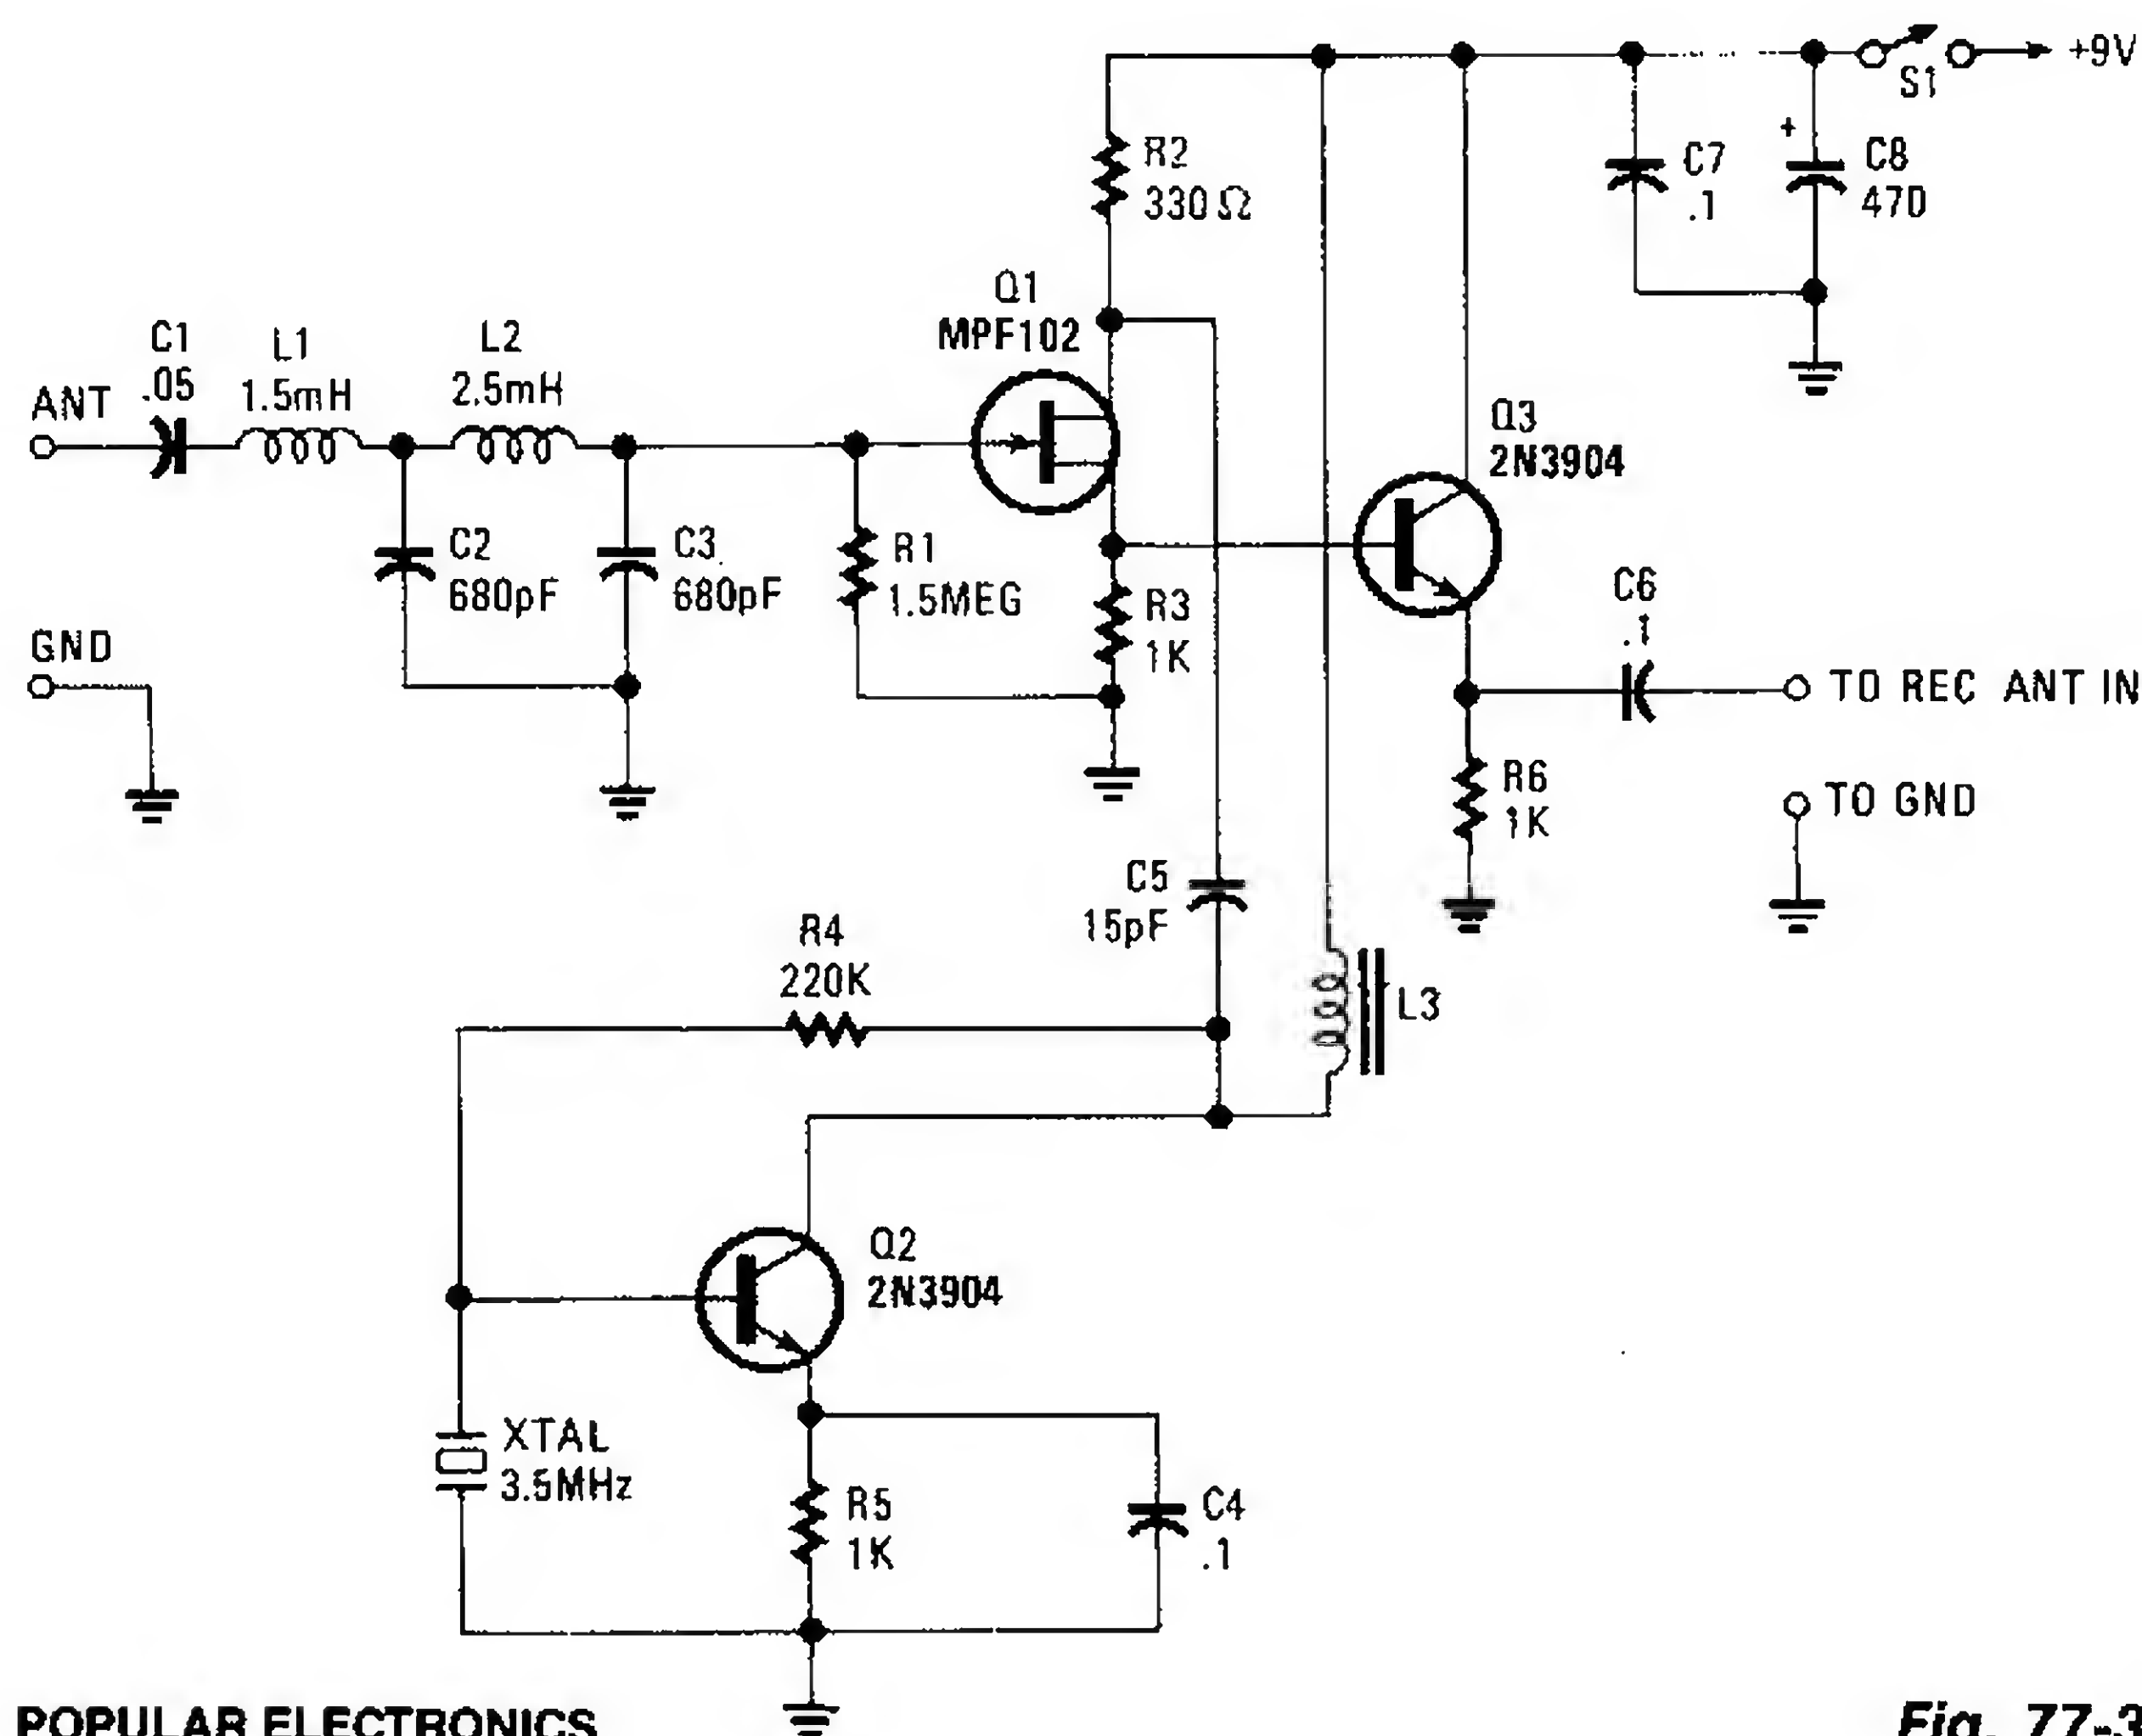 +9V
S1
R2
330 Ω
+
C7
.1
C8
470
Q1
MPF102
C1
.05
L1
1.5mH
L2
2.5mH
ANT
Q3
2N3904
C2
680pF
C3
680pF
R1
1.5MEG
R3
1K
C6
.1
GND
TO REC ANT IN
R6
1K
TO GND
C5
15pF
R4
220K
L3
Q2
2N3904
XTAL
3.5MHz
R5
1K
C4
.1
POPULAR ELECTRONICS
Fig. 77-3